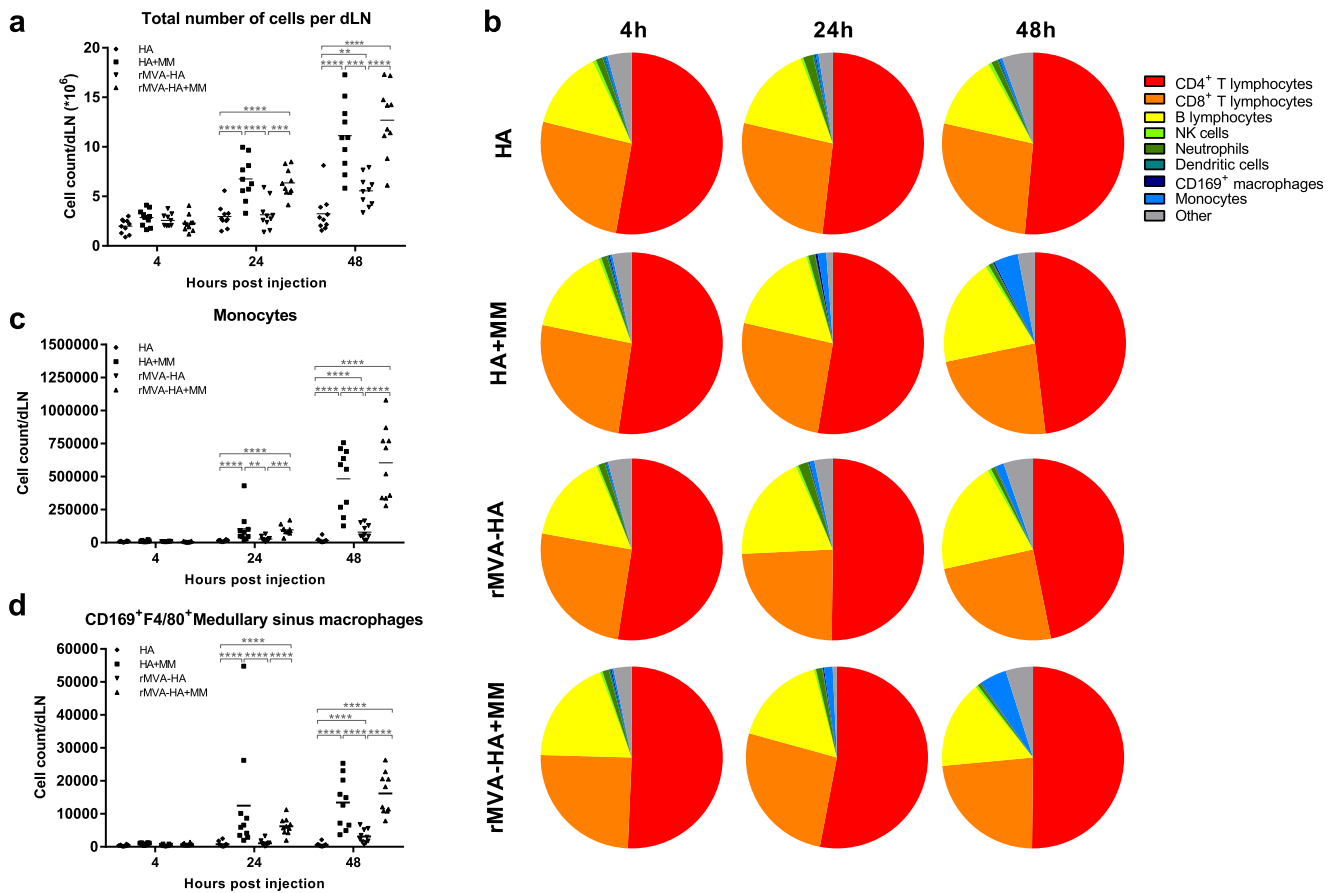 a
Total number of cells per dLN
HA
HA+MM
rMVA-HA
rMVA-HA+MM
20
15
10
5
0
Cell count/dLN (*10⁶)
****
**
**** *** ****
****
**** **** ***
4 24 48
Hours post injection
b
4h 24h 48h
HA
HA+MM
rMVA-HA
rMVA-HA+MM
CD4⁺ T lymphocytes
CD8⁺ T lymphocytes
B lymphocytes
NK cells
Neutrophils
Dendritic cells
CD169⁺ macrophages
Monocytes
Other
c
Monocytes
HA
HA+MM
rMVA-HA
rMVA-HA+MM
1500000
1250000
1000000
750000
500000
250000
0
Cell count/dLN
****
****
**** **** ****
****
**** ** ***
4 24 48
Hours post injection
d
CD169⁺F4/80⁺Medullary sinus macrophages
HA
HA+MM
rMVA-HA
rMVA-HA+MM
60000
50000
40000
30000
20000
10000
0
Cell count/dLN
****
**** **** ****
****
****
**** **** ****
4 24 48
Hours post injection